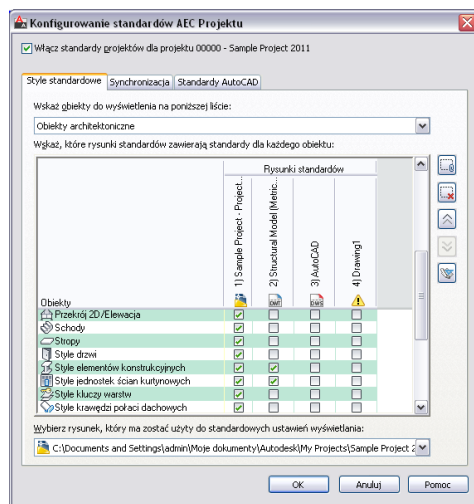 Konfigurowanie standardów AEC Projektu
Włącz standardy projektów dla projektu 00000 - Sample Project 2011
Style standardowe
Synchronizacja
Standardy AutoCAD
Wskaż obiekty do wyświetlenia na poniższej liście:
Obiekty architektoniczne
Wskaż, które rysunki standardów zawierają standardy dla każdego obiektu:
Rysunki standardów
1) Sample Project - Project...
2) Structural Model (Metric...
3) AutoCAD
4) Drawing1
Obiekty
DWT
DWS
Przekrój 2D/Elewacja
Schody
Stropy
Style drzwi
Style elementów konstrukcyjnych
Style jednostek ścian kurtynowych
Style kluczy warstw
Style krawędzi połaci dachowych
Wybierz rysunek, który ma zostać użyty do standardowych ustawień wyświetlania:
C:\Documents and Settings\admin\Moje dokumenty\Autodesk\My Projects\Sample Project 2
OK
Anuluj
Pomoc